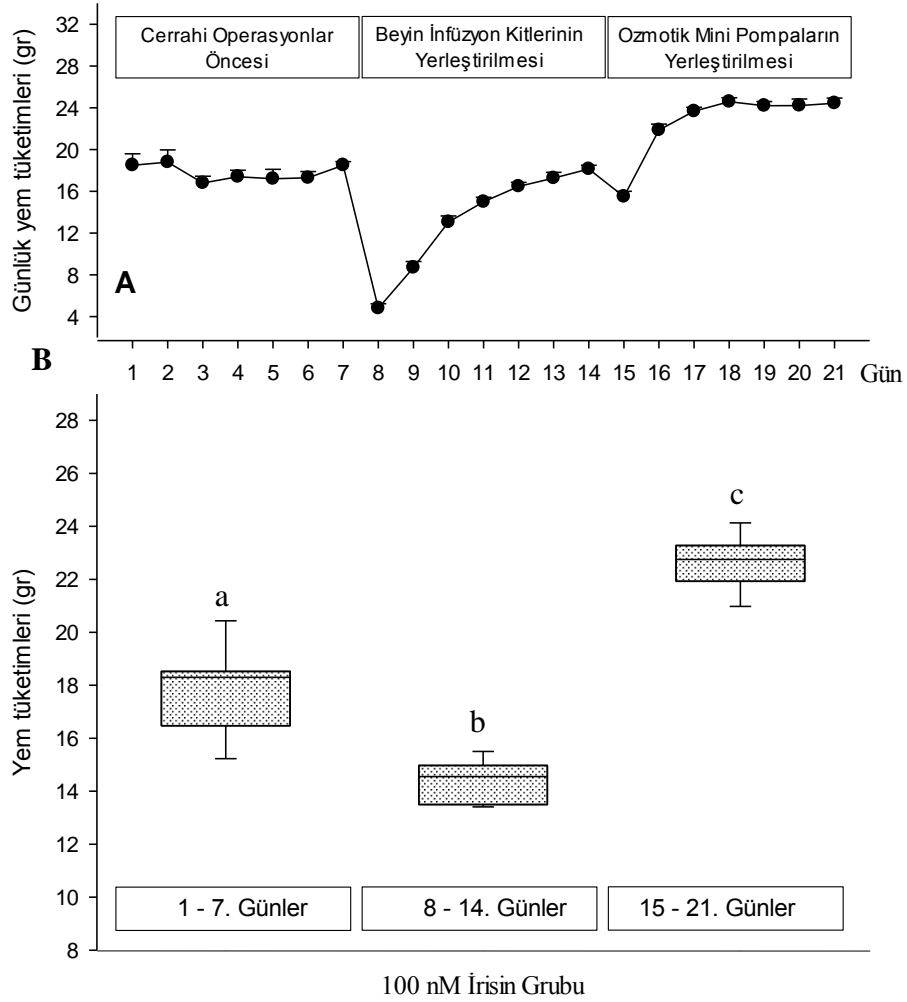 32
28
24
20
16
12
8
4
Günlük yem tüketimleri (gr)
Cerrahi Operasyonlar
Öncesi
Beyin İnfüzyon Kitlerinin
Yerleştirilmesi
Ozmotik Mini Pompaların
Yerleştirilmesi
A
B
1 2 3 4 5 6 7 8 9 10 11 12 13 14 15 16 17 18 19 20 21 Gün
28
26
24
22
20
18
16
14
12
10
8
Yem tüketimleri (gr)
a
b
c
1 - 7. Günler
8 - 14. Günler
15 - 21. Günler
100 nM İrisin Grubu